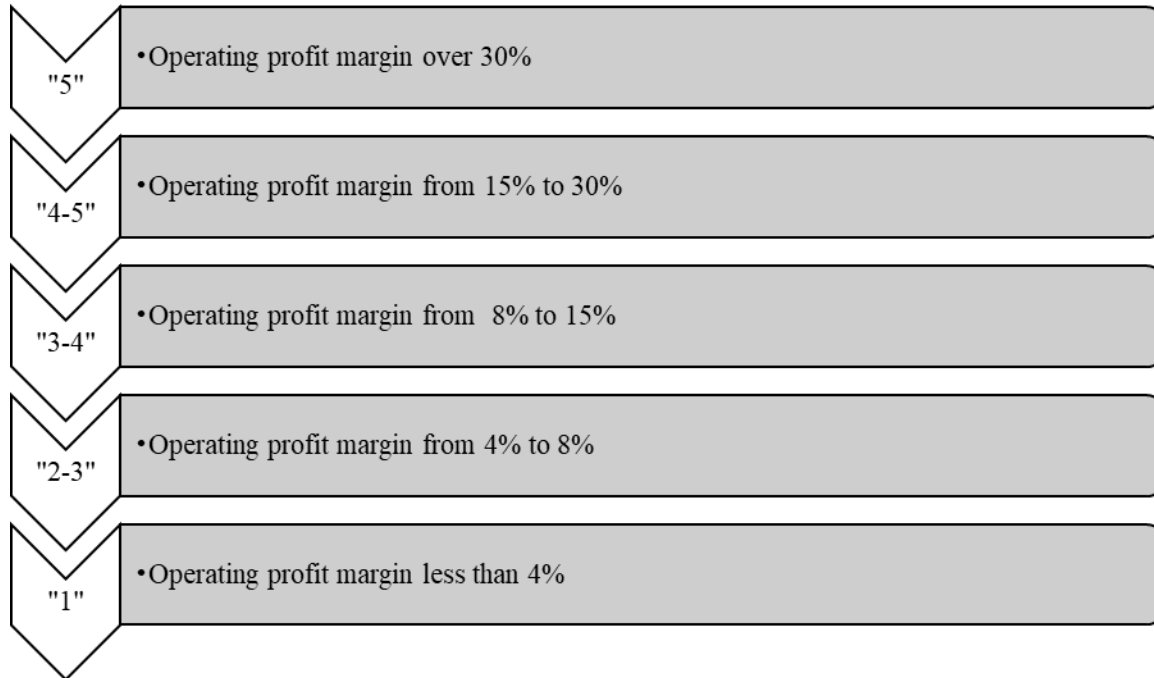 "5"
•Operating profit margin over 30%
"4-5"
•Operating profit margin from 15% to 30%
"3-4"
•Operating profit margin from  8% to 15%
"2-3"
•Operating profit margin from 4% to 8%
"1"
•Operating profit margin less than 4%